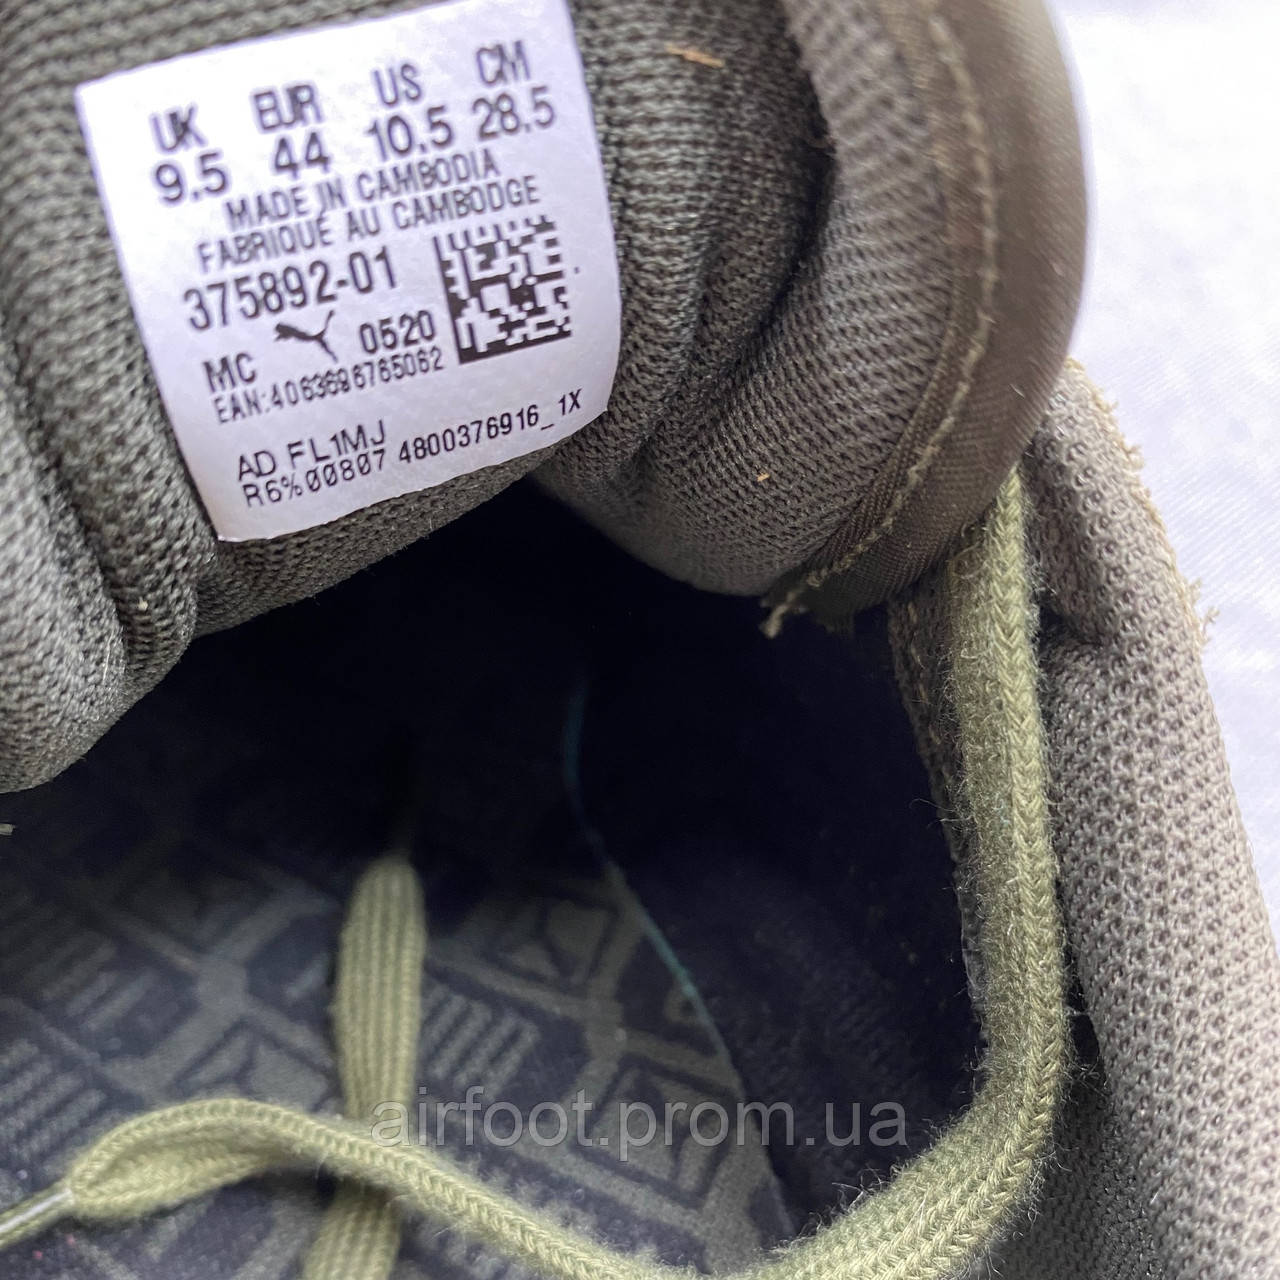 UK EUR US CM
9.5 44 10.5 28.5
MADE IN CAMBODIA
FABRIQUÉ AU CAMBODGE
375892-01
MC 0520
EAN:4063696765062
AD FL1MJ
R6%00807 4800376916_1X
airfoot.prom.ua